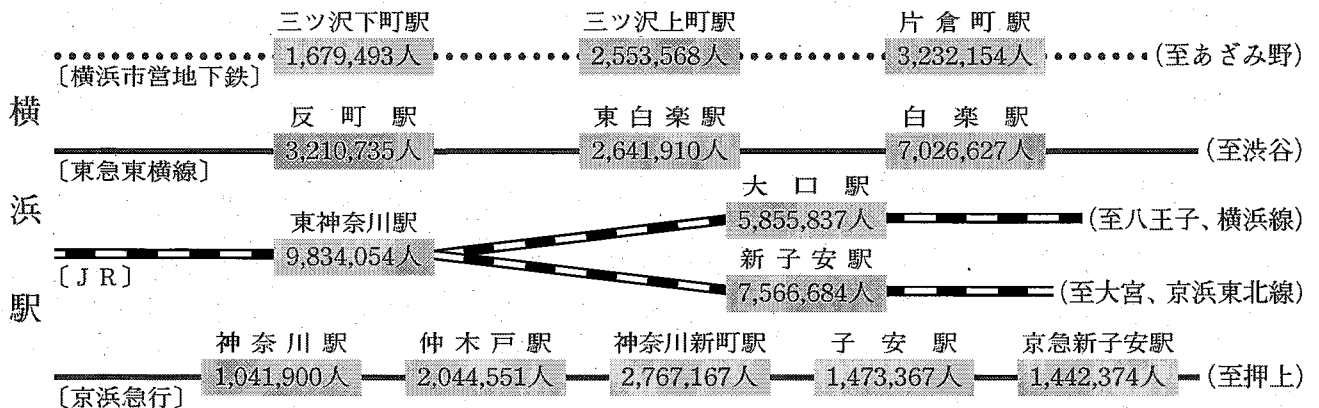 三ツ沢下町駅 三ツ沢上町駅 片倉町駅
1,679,493人 2,553,568人 3,232,154人 (至あざみ野)
〔横浜市営地下鉄〕
横浜駅
反町駅 東白楽駅 白楽駅
3,210,735人 2,641,910人 7,026,627人 (至渋谷)
〔東急東横線〕
大口駅
5,855,837人 (至八王子、横浜線)
東神奈川駅
9,834,054人
〔JR〕
新子安駅
7,566,684人 (至大宮、京浜東北線)
神奈川駅 仲木戸駅 神奈川新町駅 子安駅 京急新子安駅
1,041,900人 2,044,551人 2,767,167人 1,473,367人 1,442,374人 (至押上)
〔京浜急行〕